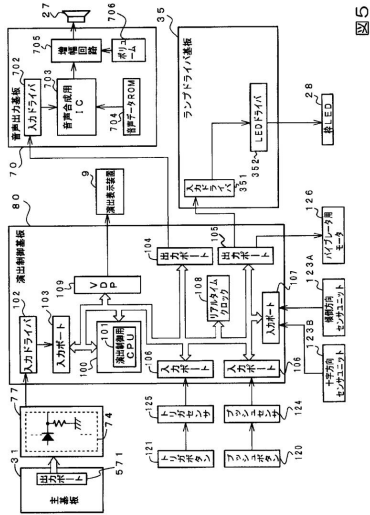 図5
31
主基板
出力ポート
571
77
74
80
演出制御基板
102
入力ドライバ
103
入力ポート
100
101
演出制御用
CPU
109
VDP
9
演出表示装置
104
出力ポート
105
出力ポート
108
リアルタイム
クロック
106
入力ポート
106
入力ポート
107
入力ポート
121
トリガボタン
125
トリガセンサ
120
プッシュボタン
124
プッシュセンサ
123B
十字方向
センサユニット
123A
傾倒方向
センサユニット
126
バイブレータ用
モータ
70
音声出力基板
702
入力ドライバ
703
音声合成用
IC
704
音声データROM
705
増幅回路
706
ボリューム
27
35
ランプドライバ基板
351
入力ドライバ
352
LEDドライバ
28
枠LED